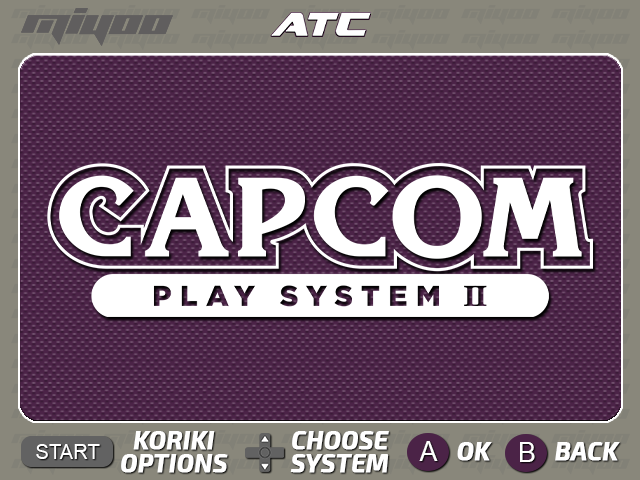 miyoo
ATC
CAPCOM
PLAY SYSTEM II
START
KORIKI
OPTIONS
CHOOSE
SYSTEM
A OK
B BACK